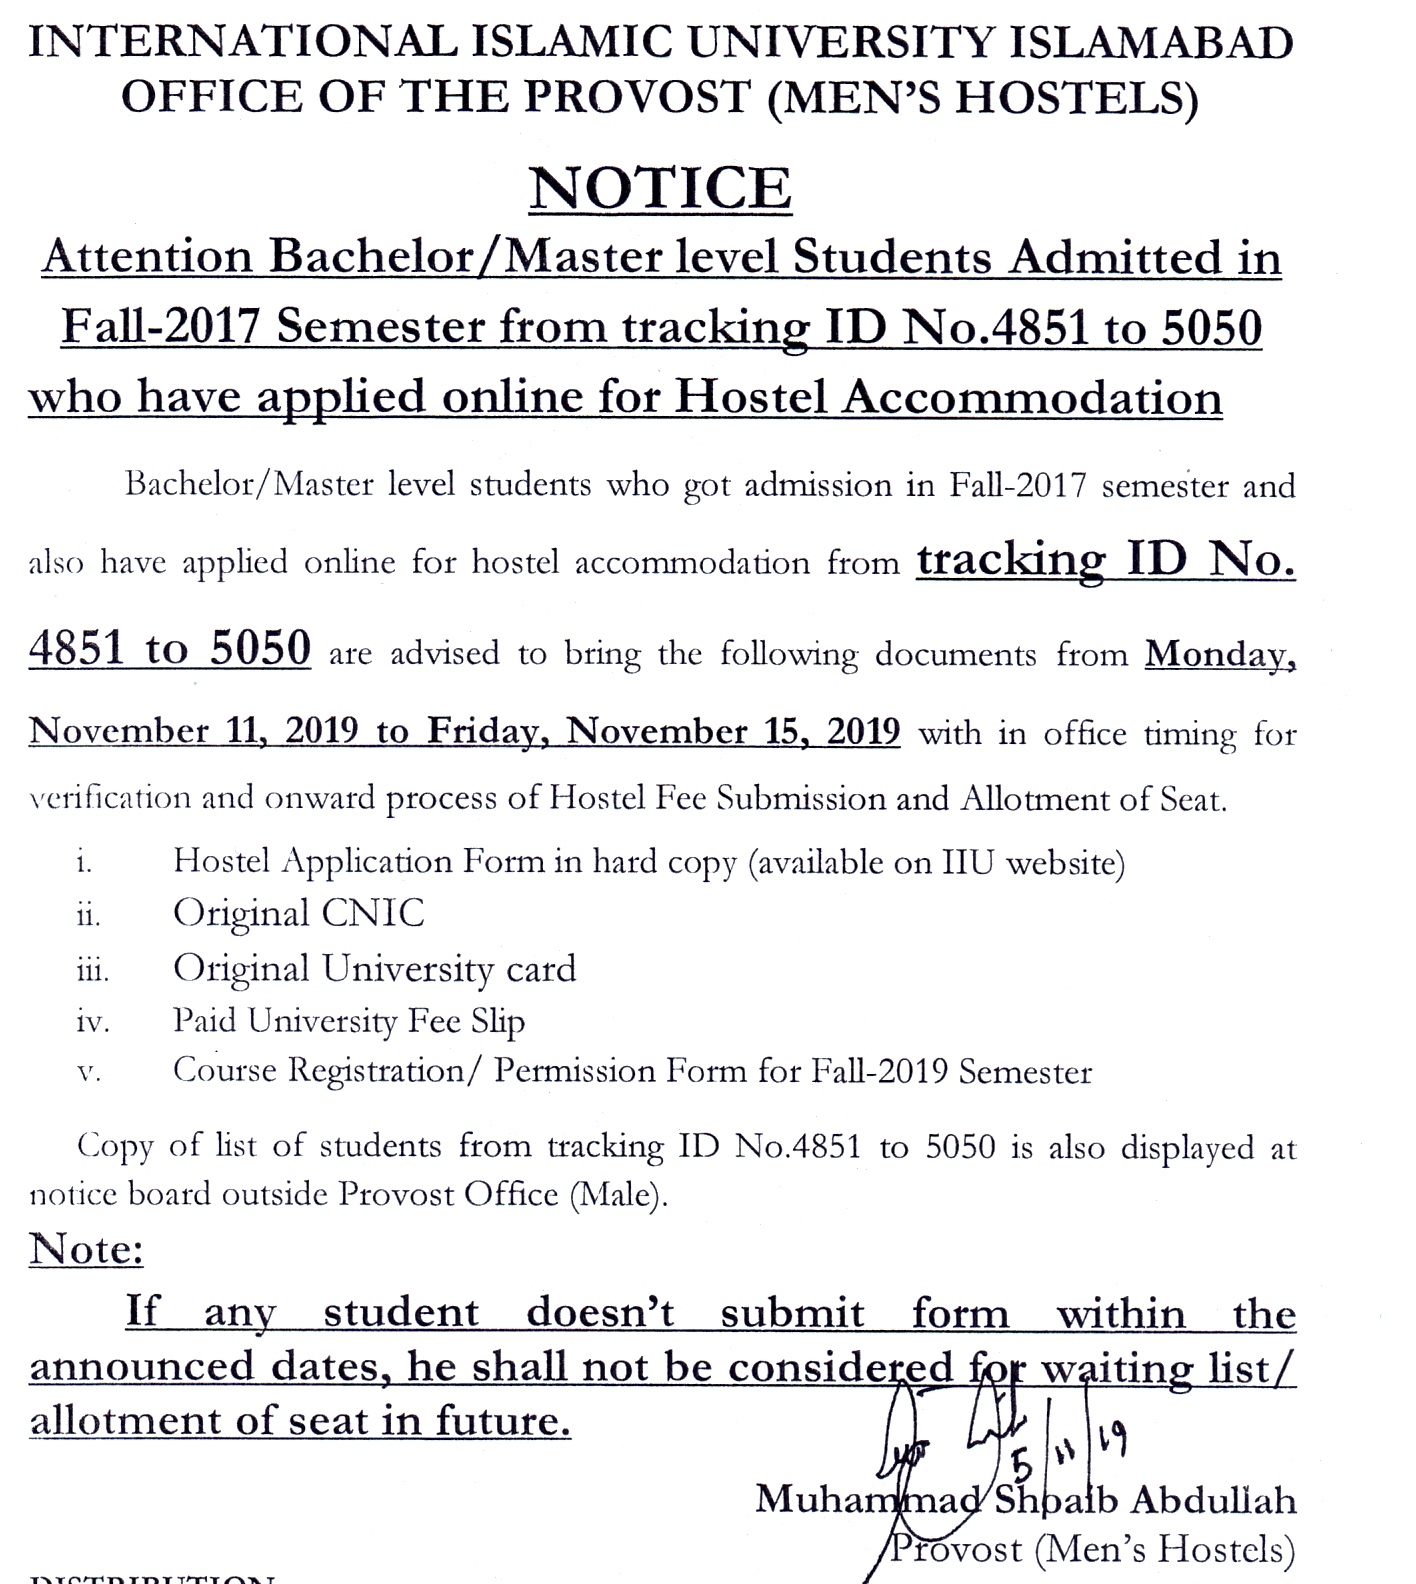 INTERNATIONAL ISLAMIC UNIVERSITY ISLAMABAD
OFFICE OF THE PROVOST (MEN'S HOSTELS)
NOTICE
Attention Bachelor/Master level Students Admitted in
Fall-2017 Semester from tracking ID No.4851 to 5050
who have applied online for Hostel Accommodation
Bachelor/Master level students who got admission in Fall-2017 semester and
also have applied online for hostel accommodation from tracking ID No.
4851 to 5050 are advised to bring the following documents from Monday,
November 11, 2019 to Friday, November 15, 2019 with in office timing for
verification and onward process of Hostel Fee Submission and Allotment of Seat.
i. Hostel Application Form in hard copy (available on IIU website)
ii. Original CNIC
iii. Original University card
iv. Paid University Fee Slip
v. Course Registration/ Permission Form for Fall-2019 Semester
Copy of list of students from tracking ID No.4851 to 5050 is also displayed at
notice board outside Provost Office (Male).
Note:
If any student doesn't submit form within the
announced dates, he shall not be considered for waiting list/
allotment of seat in future.
5/11/19
Muhammad Shoaib Abdullah
Provost (Men's Hostels)
DISTRIBUTION